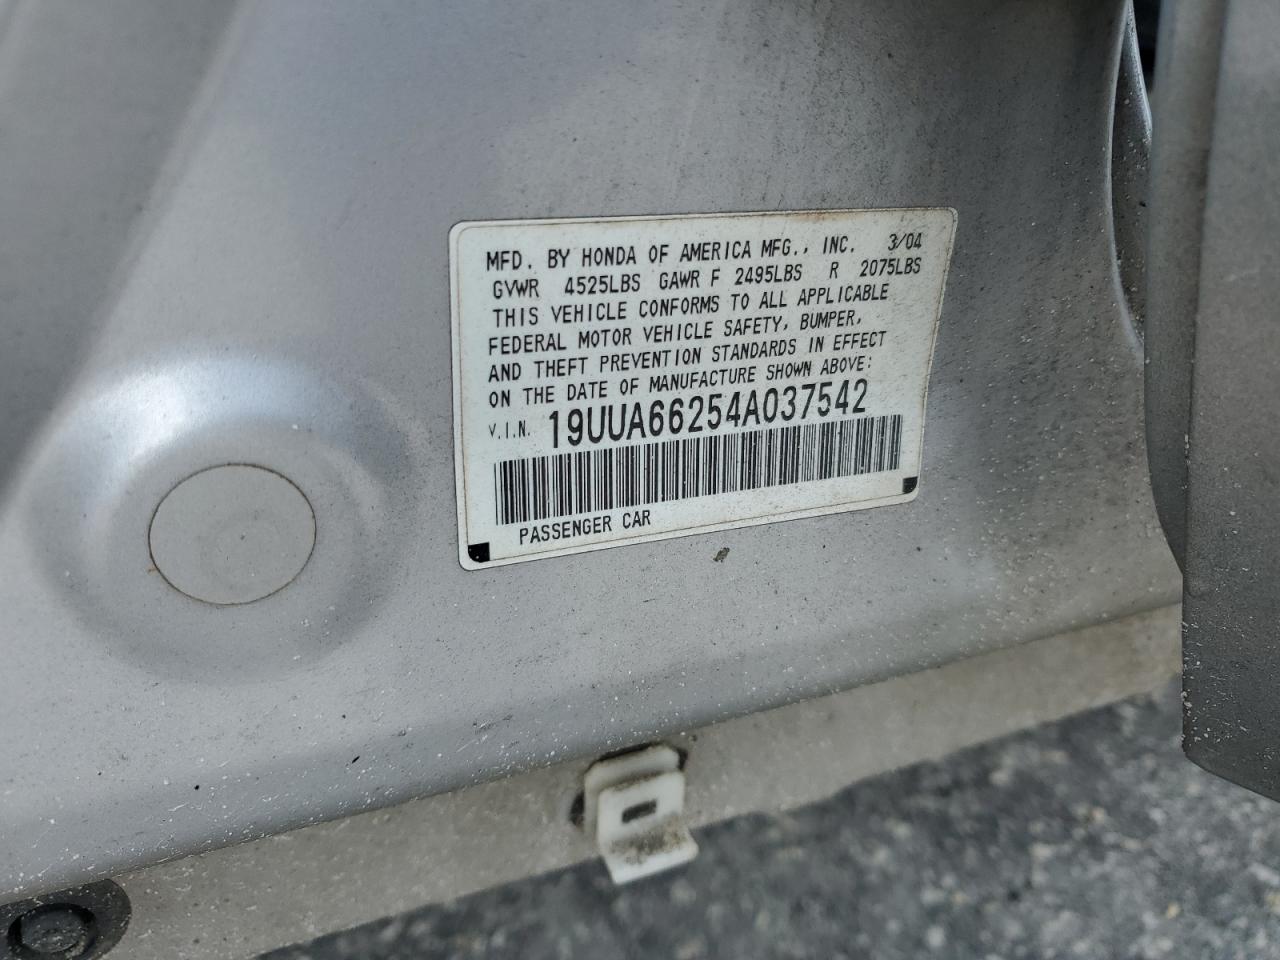 MFD. BY HONDA OF AMERICA MFG., INC. 3/04
GVWR 4525LBS GAWR F 2495LBS R 2075LBS
THIS VEHICLE CONFORMS TO ALL APPLICABLE
FEDERAL MOTOR VEHICLE SAFETY, BUMPER,
AND THEFT PREVENTION STANDARDS IN EFFECT
ON THE DATE OF MANUFACTURE SHOWN ABOVE:
V.I.N. 19UUA66254A037542
PASSENGER CAR